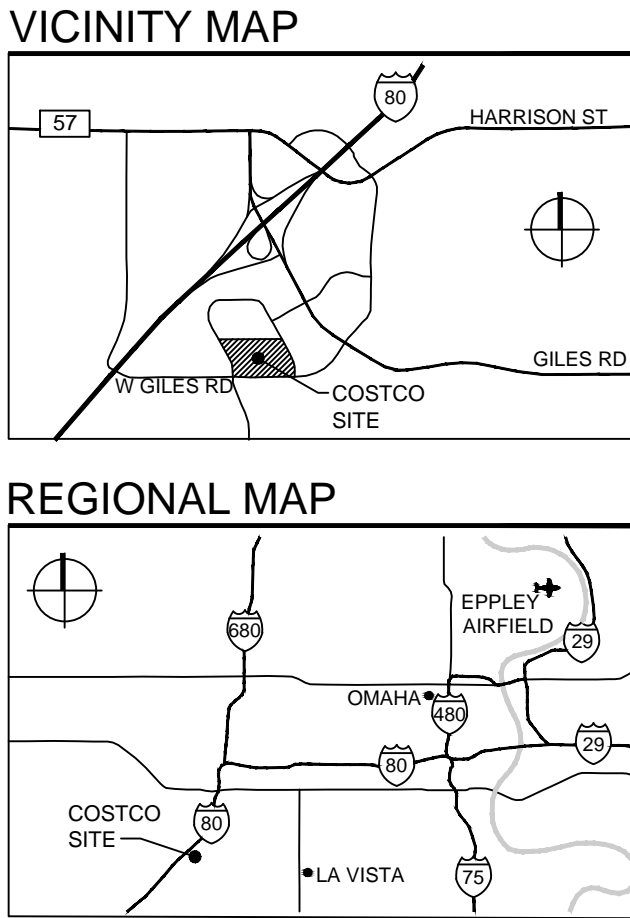 VICINITY MAP
80
57
HARRISON ST
GILES RD
W GILES RD
COSTCO
SITE
REGIONAL MAP
EPPLEY
AIRFIELD
680
29
OMAHA
480
29
80
COSTCO
SITE
80
LA VISTA
75